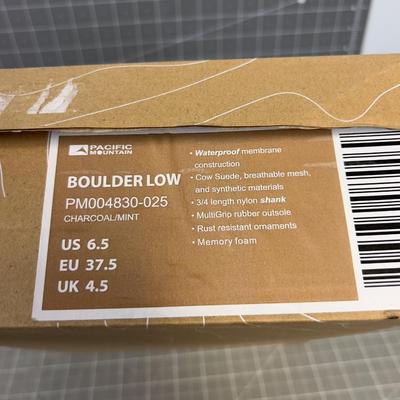 PACIFIC
MOUNTAIN
BOULDER LOW
PM004830-025
CHARCOAL/MINT
US 6.5
EU 37.5
UK 4.5
• Waterproof membrane
construction
• Cow Suede, breathable mesh,
and synthetic materials
• 3/4 length nylon shank
• MultiGrip rubber outsole
• Rust resistant ornaments
• Memory foam